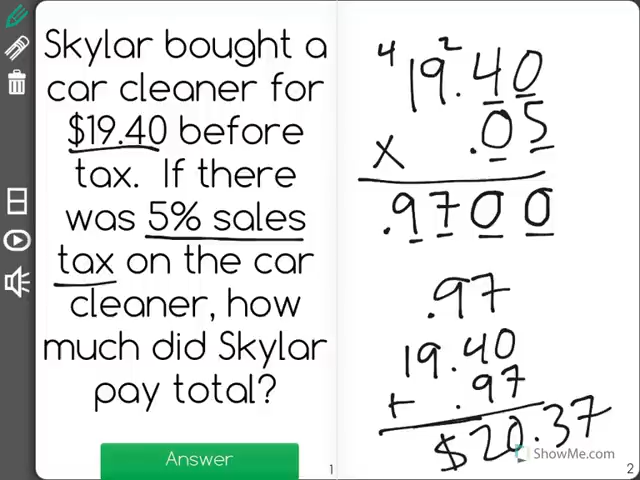 Skylar bought a
car cleaner for
$19.40 before
tax. If there
was 5% sales
tax on the car
cleaner, how
much did Skylar
pay total?
Answer
1
4 2
19.40
x .05
.9700
.97
19.40
+ .97
$20.37
ShowMe.com
2